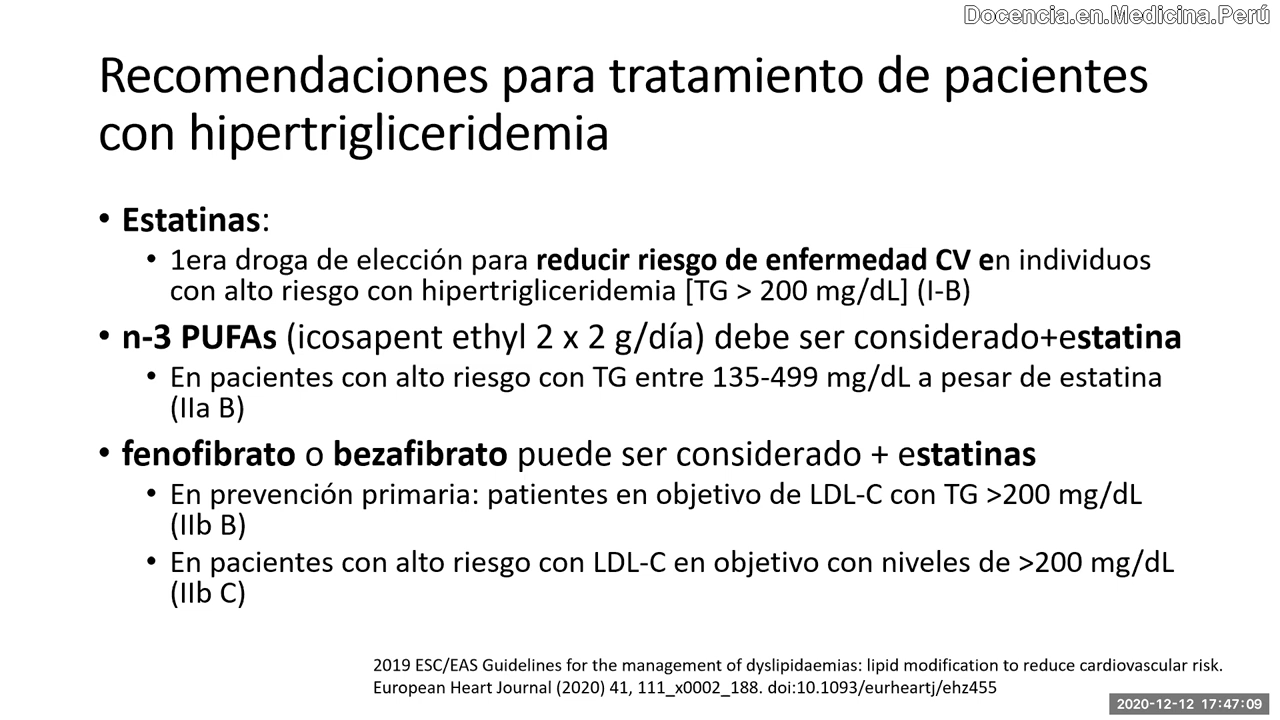 Docencia.en.Medicina.Perú
Recomendaciones para tratamiento de pacientes
con hipertrigliceridemia
• Estatinas:
• 1era droga de elección para reducir riesgo de enfermedad CV en individuos
con alto riesgo con hipertrigliceridemia [TG > 200 mg/dL] (I-B)
• n-3 PUFAs (icosapent ethyl 2 x 2 g/día) debe ser considerado+estatina
• En pacientes con alto riesgo con TG entre 135-499 mg/dL a pesar de estatina
(IIa B)
• fenofibrato o bezafibrato puede ser considerado + estatinas
• En prevención primaria: patientes en objetivo de LDL-C con TG >200 mg/dL
(IIb B)
• En pacientes con alto riesgo con LDL-C en objetivo con niveles de >200 mg/dL
(IIb C)
2019 ESC/EAS Guidelines for the management of dyslipidaemias: lipid modification to reduce cardiovascular risk.
European Heart Journal (2020) 41, 111_x0002_188. doi:10.1093/eurheartj/ehz455
2020-12-12 17:47:09